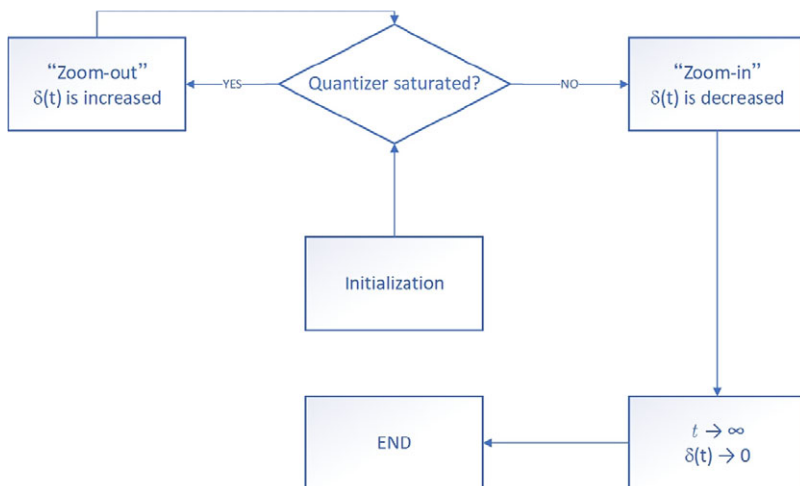 “Zoom-out”
δ(t) is increased
YES
Quantizer saturated?
NO
“Zoom-in”
δ(t) is decreased
Initialization
END
t → ∞
δ(t) → 0